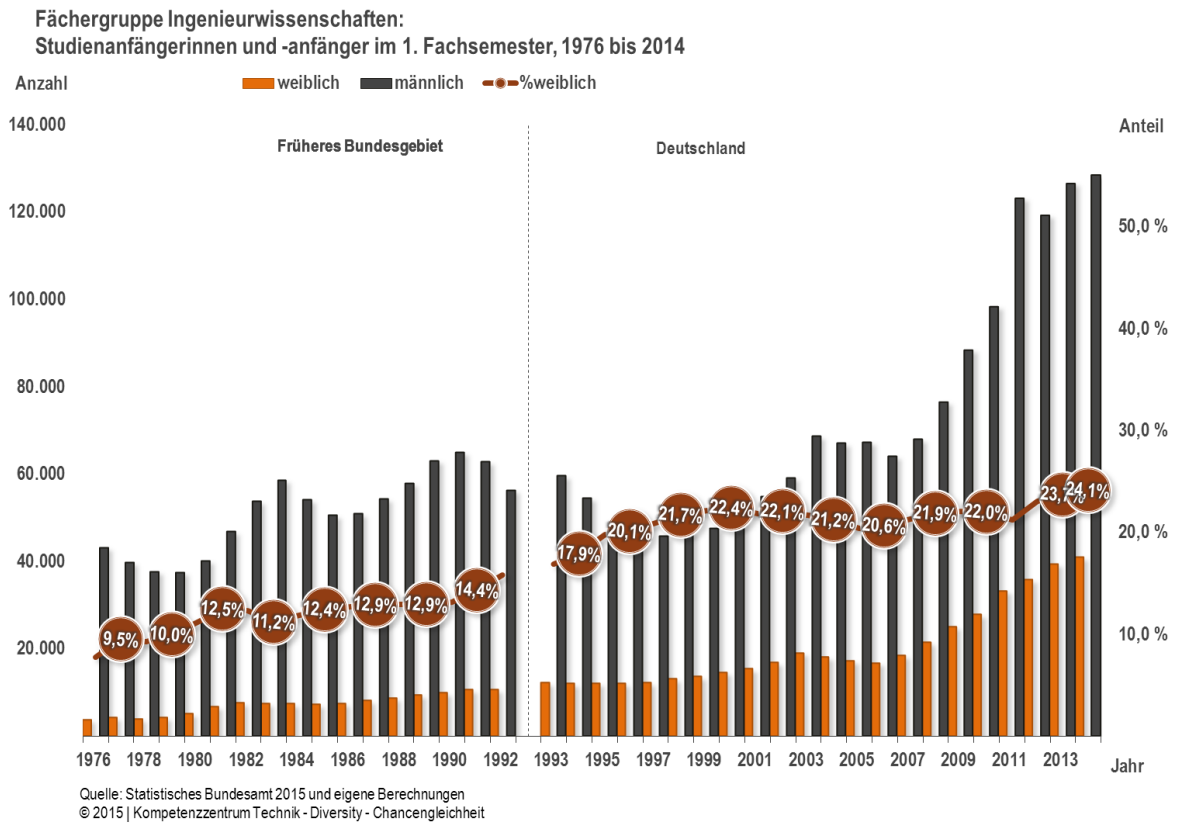 Fächergruppe Ingenieurwissenschaften:
Studienanfängerinnen und -anfänger im 1. Fachsemester, 1976 bis 2014
Anzahl
weiblich männlich %weiblich
140.000
Anteil
Früheres Bundesgebiet Deutschland
120.000
50,0 %
100.000
40,0 %
80.000
30,0 %
60.000
20,0 %
40.000
20.000
10,0 %
9,5% 10,0% 12,5% 11,2% 12,4% 12,9% 12,9% 14,4% 17,9% 20,1% 21,7% 22,4% 22,1% 21,2% 20,6% 21,9% 22,0% 23,7% 24,1%
1976 1978 1980 1982 1984 1986 1988 1990 1992 1993 1995 1997 1999 2001 2003 2005 2007 2009 2011 2013
Jahr
Quelle: Statistisches Bundesamt 2015 und eigene Berechnungen
© 2015 | Kompetenzzentrum Technik - Diversity - Chancengleichheit